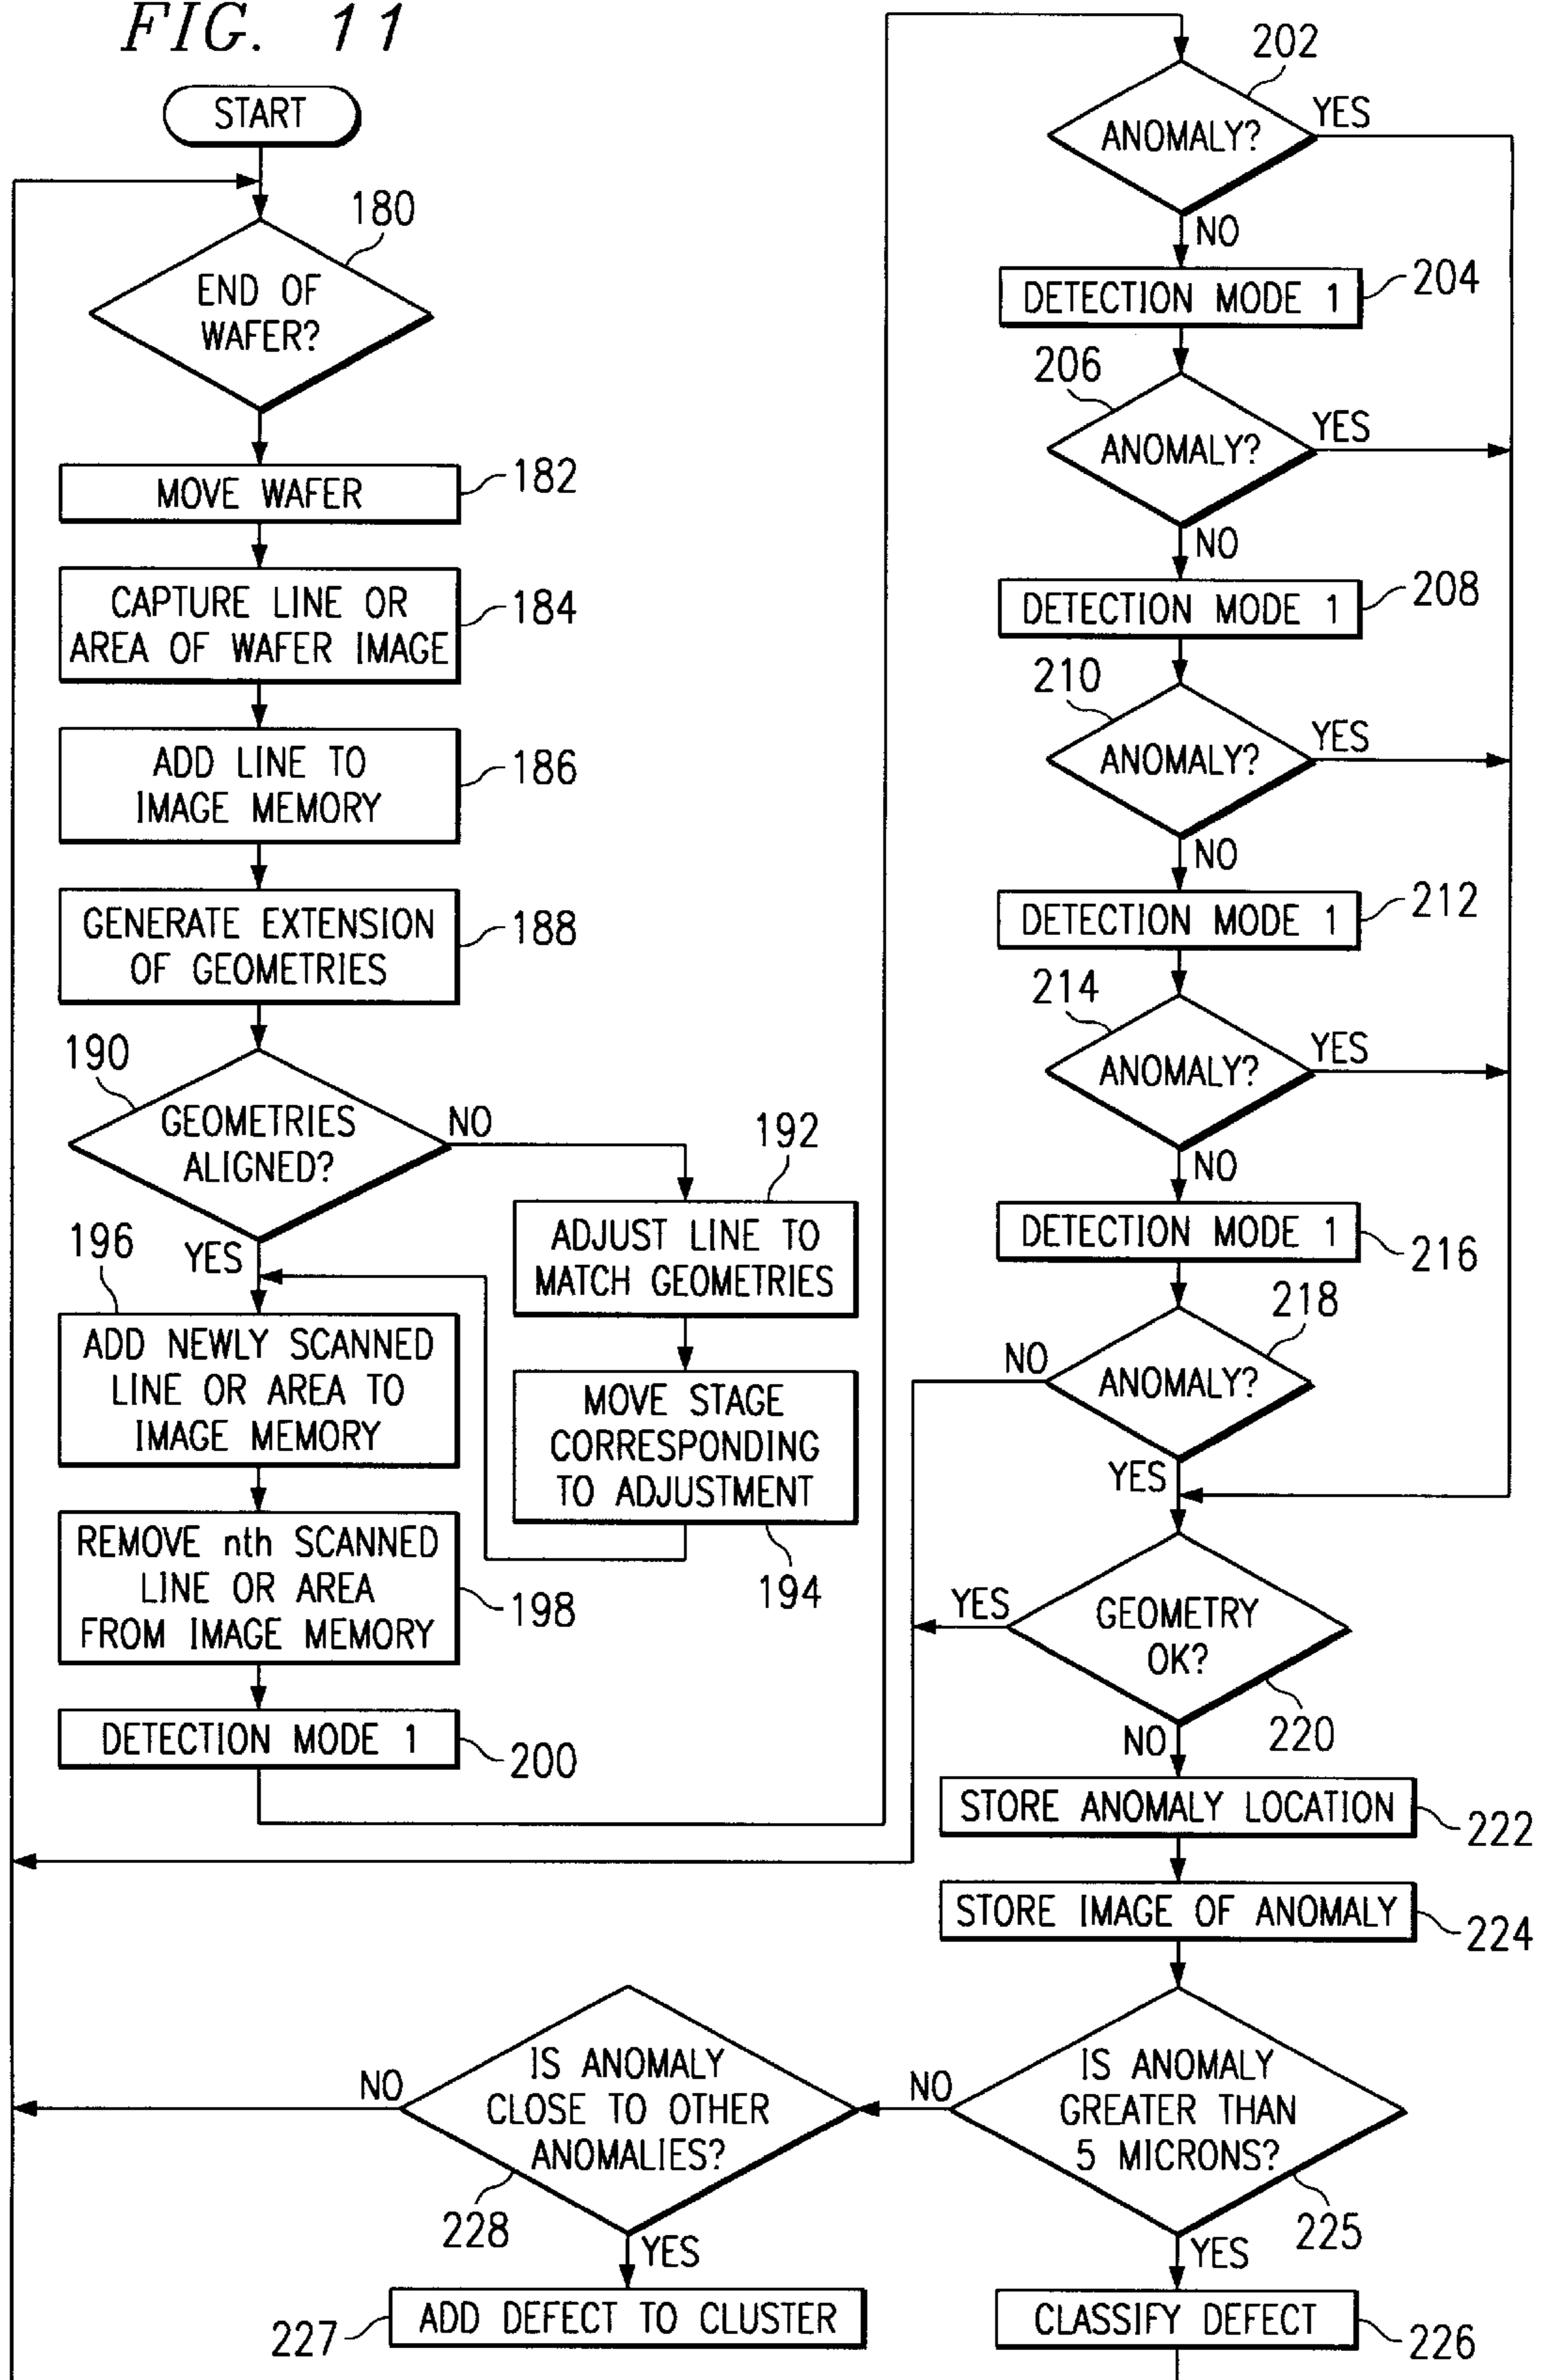 FIG. 11
START
180
END OF
WAFER?
MOVE WAFER
182
CAPTURE LINE OR
AREA OF WAFER IMAGE
184
ADD LINE TO
IMAGE MEMORY
186
GENERATE EXTENSION
OF GEOMETRIES
188
190
GEOMETRIES
ALIGNED?
NO
YES
192
ADJUST LINE TO
MATCH GEOMETRIES
MOVE STAGE
CORRESPONDING
TO ADJUSTMENT
194
196
ADD NEWLY SCANNED
LINE OR AREA TO
IMAGE MEMORY
REMOVE nth SCANNED
LINE OR AREA
FROM IMAGE MEMORY
198
DETECTION MODE 1
200
202
ANOMALY?
YES
NO
DETECTION MODE 1
204
206
ANOMALY?
YES
NO
DETECTION MODE 1
208
210
ANOMALY?
YES
NO
DETECTION MODE 1
212
214
ANOMALY?
YES
NO
DETECTION MODE 1
216
218
NO
ANOMALY?
YES
YES
GEOMETRY
OK?
220
NO
STORE ANOMALY LOCATION
222
STORE IMAGE OF ANOMALY
224
IS ANOMALY
GREATER THAN
5 MICRONS?
225
NO
YES
IS ANOMALY
CLOSE TO OTHER
ANOMALIES?
228
NO
YES
ADD DEFECT TO CLUSTER
227
CLASSIFY DEFECT
226